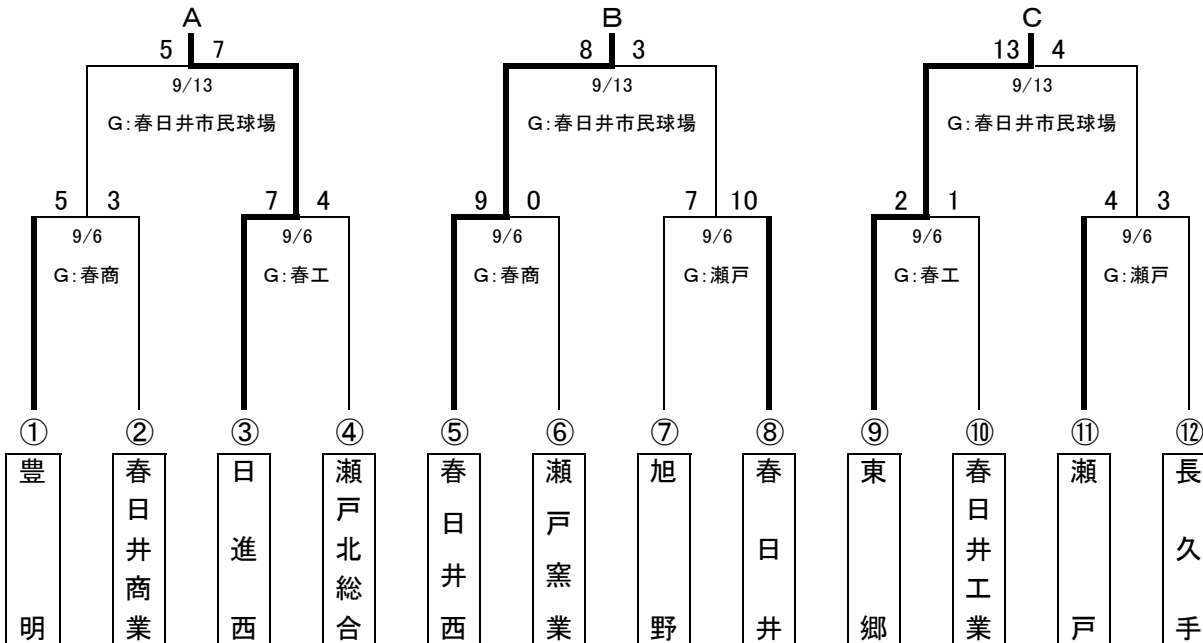 A B C
5 7 8 3 13 4
9/13 9/13 9/13
G:春日井市民球場 G:春日井市民球場 G:春日井市民球場
5 3 7 4 9 0 7 10 2 1 4 3
9/6 9/6 9/6 9/6 9/6 9/6
G:春商 G:春工 G:春商 G:瀬戸 G:春工 G:瀬戸
① ② ③ ④ ⑤ ⑥ ⑦ ⑧ ⑨ ⑩ ⑪ ⑫
豊明
春日井商業
日進西
瀬戸北総合
春日井西
瀬戸窯業
旭野
春日井
東郷
春日井工業
瀬戸
長久手